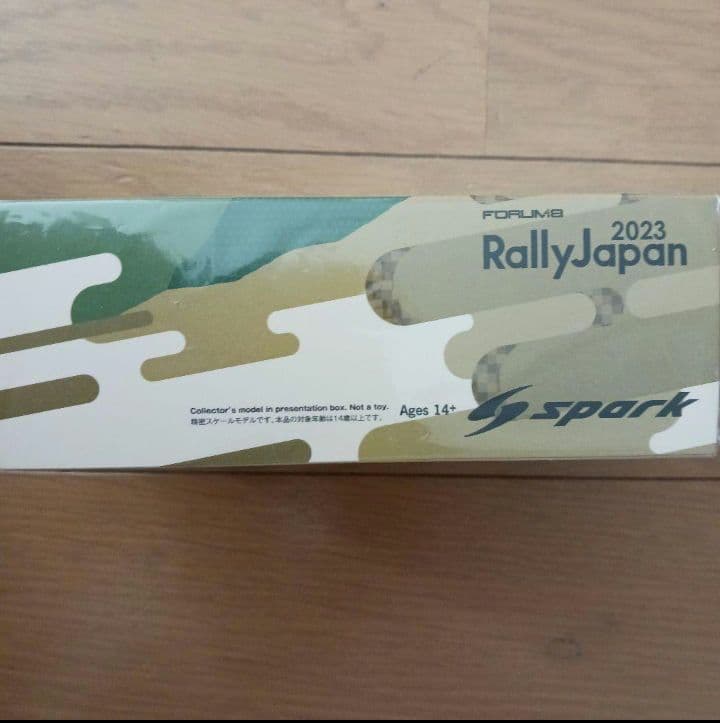 FORUM8
2023
RallyJapan
Collector's model in presentation box. Not a toy.
精密スケールモデルです。本品の対象年齢は14歳以上です。
Ages 14+
spark